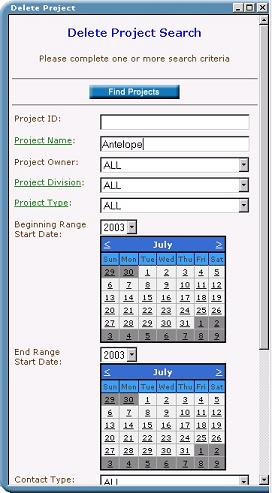 Delete Project
Delete Project Search
Please complete one or more search criteria
Find Projects
Project ID:
Project Name: Antelope
Project Owner: ALL
Project Division: ALL
Project Type: ALL
Beginning Range Start Date: 2003
< July >
Sun Mon Tue Wed Thu Fri Sat
29 30 1 2 3 4 5
6 7 8 9 10 11 12
13 14 15 16 17 18 19
20 21 22 23 24 25 26
27 28 29 30 31 1 2
3 4 5 6 7 8 9
End Range Start Date: 2003
< July >
Sun Mon Tue Wed Thu Fri Sat
29 30 1 2 3 4 5
6 7 8 9 10 11 12
13 14 15 16 17 18 19
20 21 22 23 24 25 26
27 28 29 30 31 1 2
3 4 5 6 7 8 9
Contact Type: ALL